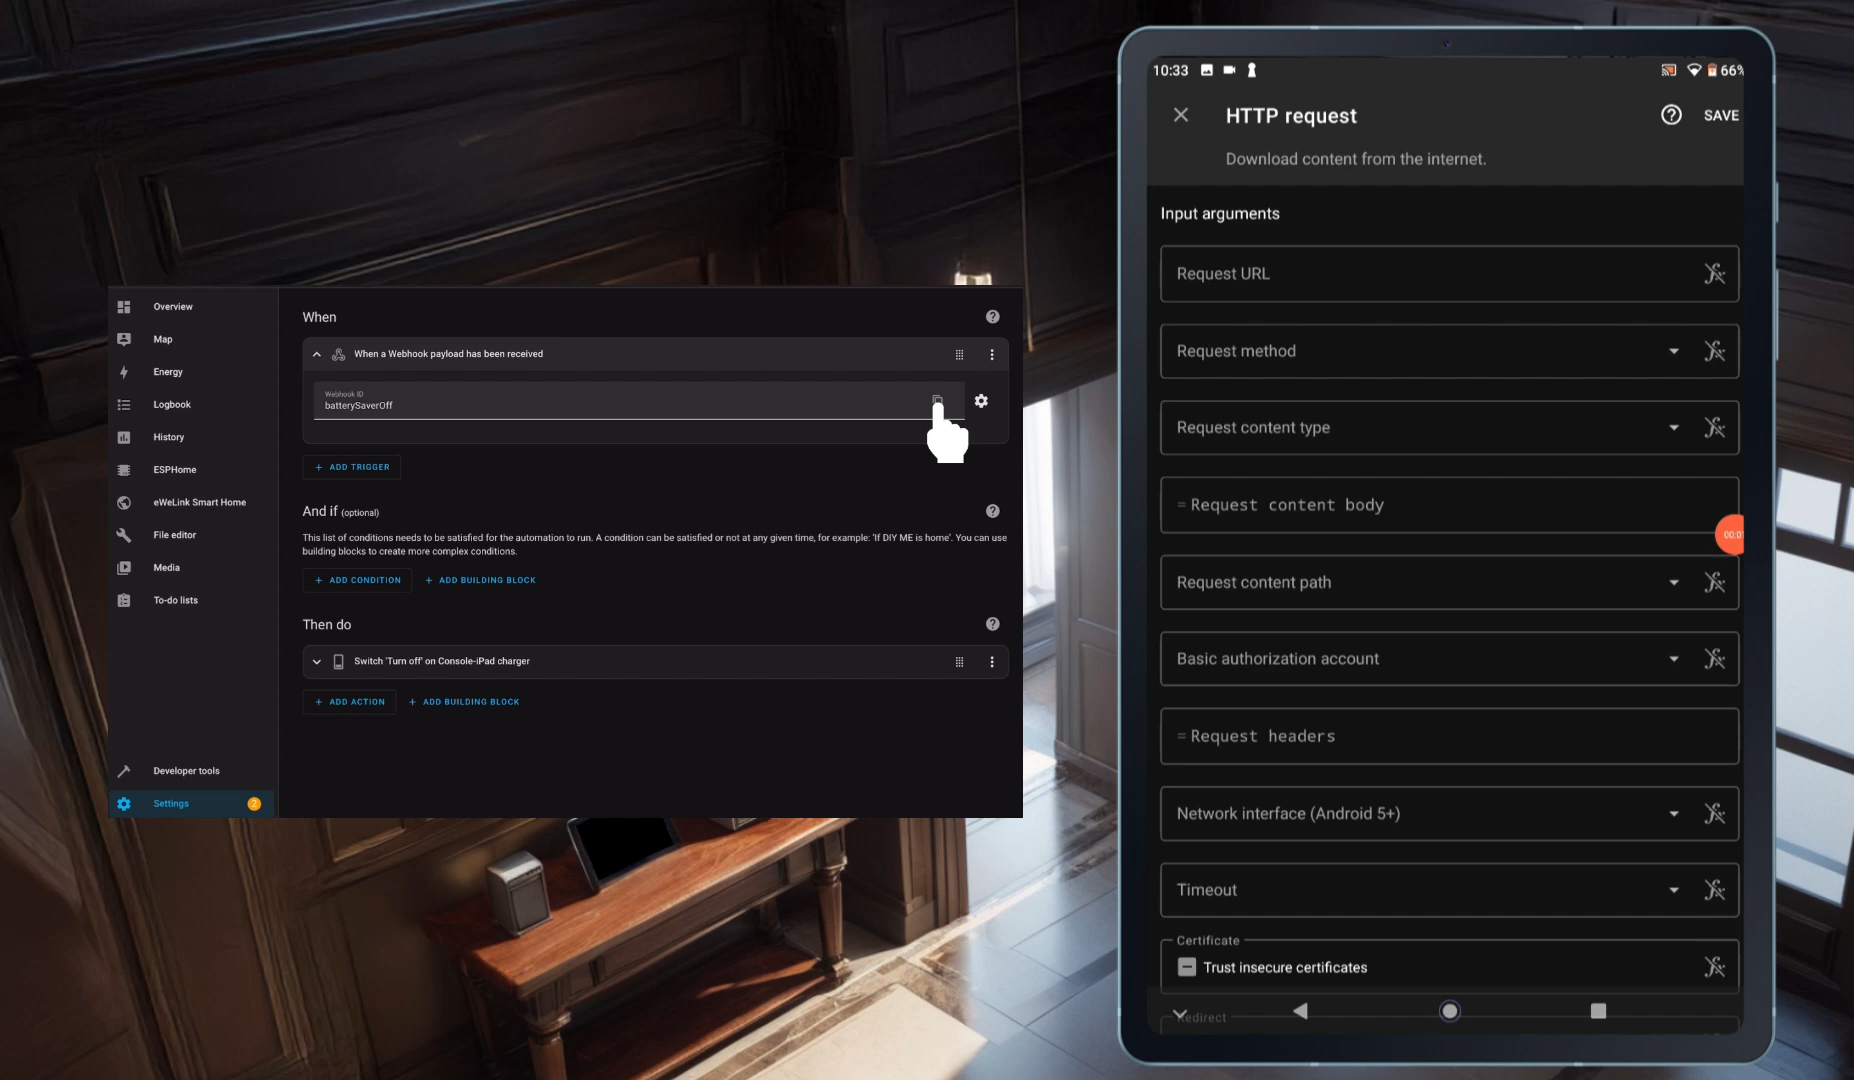 Overview
Map
Energy
Logbook
History
ESPHome
eWeLink Smart Home
File editor
Media
To-do lists
Developer tools
Settings
2
When
When a Webhook payload has been received
Webhook ID
batterySaverOff
+ ADD TRIGGER
And if (optional)
This list of conditions needs to be satisfied for the automation to run. A condition can be satisfied or not at any given time, for example: 'If DIY ME is home'. You can use
building blocks to create more complex conditions.
+ ADD CONDITION + ADD BUILDING BLOCK
Then do
Switch 'Turn off' on Console-iPad charger
+ ADD ACTION + ADD BUILDING BLOCK
10:33 66%
HTTP request SAVE
Download content from the internet.
Input arguments
Request URL
Request method
Request content type
= Request content body
00:0
Request content path
Basic authorization account
= Request headers
Network interface (Android 5+)
Timeout
Certificate
Trust insecure certificates
Redirect